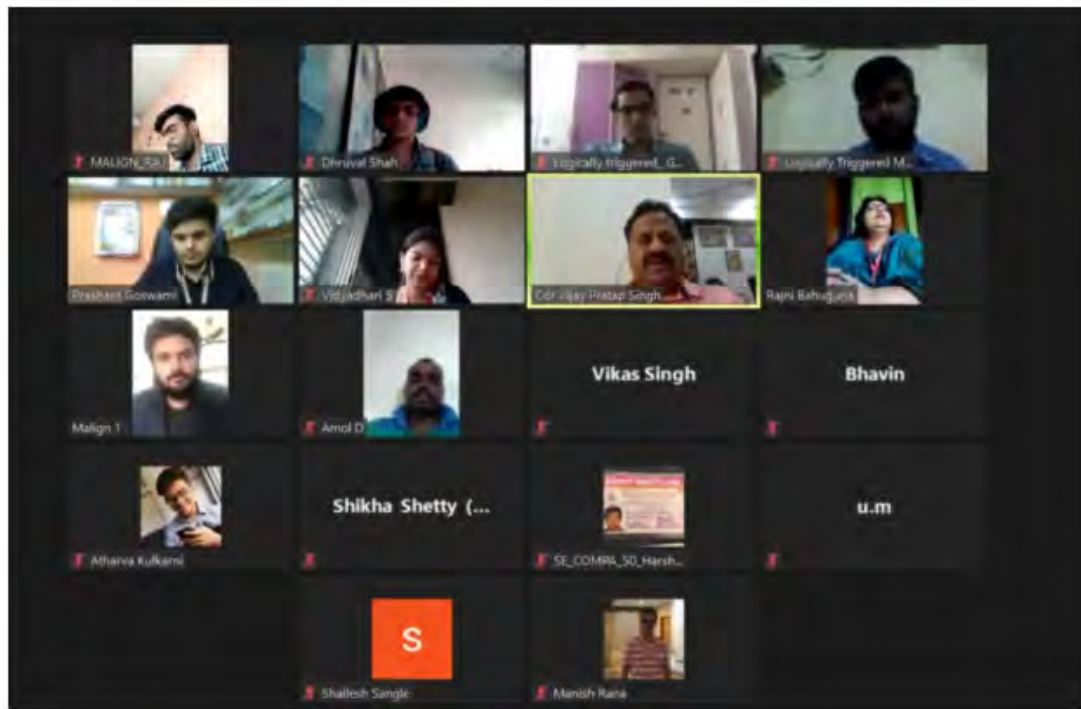 MALIGN_RAJ
Dhruval Shah
Logically triggered_ G...
Logically Triggered M...
Prashant Goswami
Vidyadhari S
Cdr Vijay Pratap Singh
Rajni Bahuguna
Malign 1
Amol D
Vikas Singh
Bhavin
Atharva Kulkarni
Shikha Shetty (...
SE_COMPA_50_Harsh...
u.m
S
Shailesh Sangle
Manish Rana